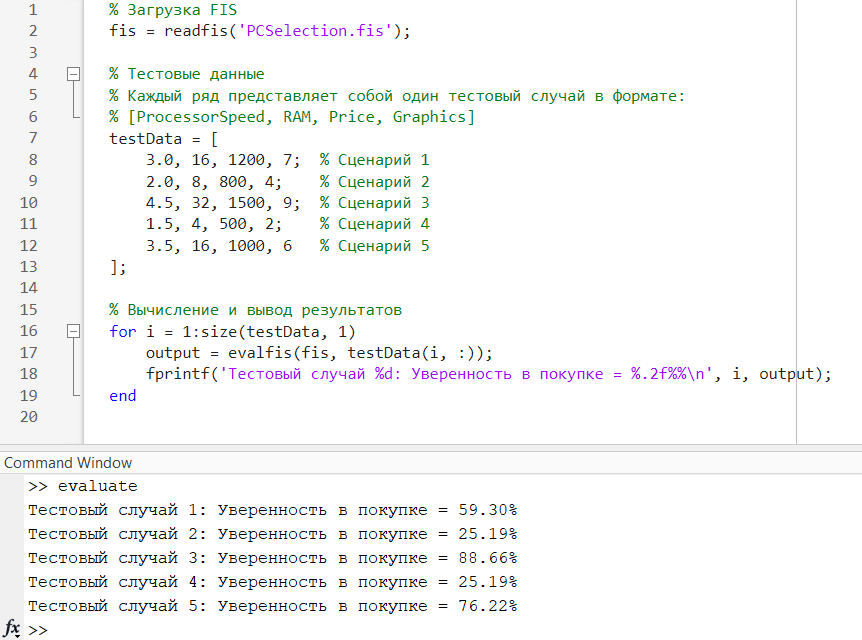 1 % Загрузка FIS
2 fis = readfis('PCSelection.fis');
3
4 % Тестовые данные
5 % Каждый ряд представляет собой один тестовый случай в формате:
6 % [ProcessorSpeed, RAM, Price, Graphics]
7 testData = [
8 3.0, 16, 1200, 7; % Сценарий 1
9 2.0, 8, 800, 4; % Сценарий 2
10 4.5, 32, 1500, 9; % Сценарий 3
11 1.5, 4, 500, 2; % Сценарий 4
12 3.5, 16, 1000, 6 % Сценарий 5
13 ];
14
15 % Вычисление и вывод результатов
16 for i = 1:size(testData, 1)
17 output = evalfis(fis, testData(i, :));
18 fprintf('Тестовый случай %d: Уверенность в покупке = %.2f%%\n', i, output);
19 end
20
Command Window
>> evaluate
Тестовый случай 1: Уверенность в покупке = 59.30%
Тестовый случай 2: Уверенность в покупке = 25.19%
Тестовый случай 3: Уверенность в покупке = 88.66%
Тестовый случай 4: Уверенность в покупке = 25.19%
Тестовый случай 5: Уверенность в покупке = 76.22%
fx >>